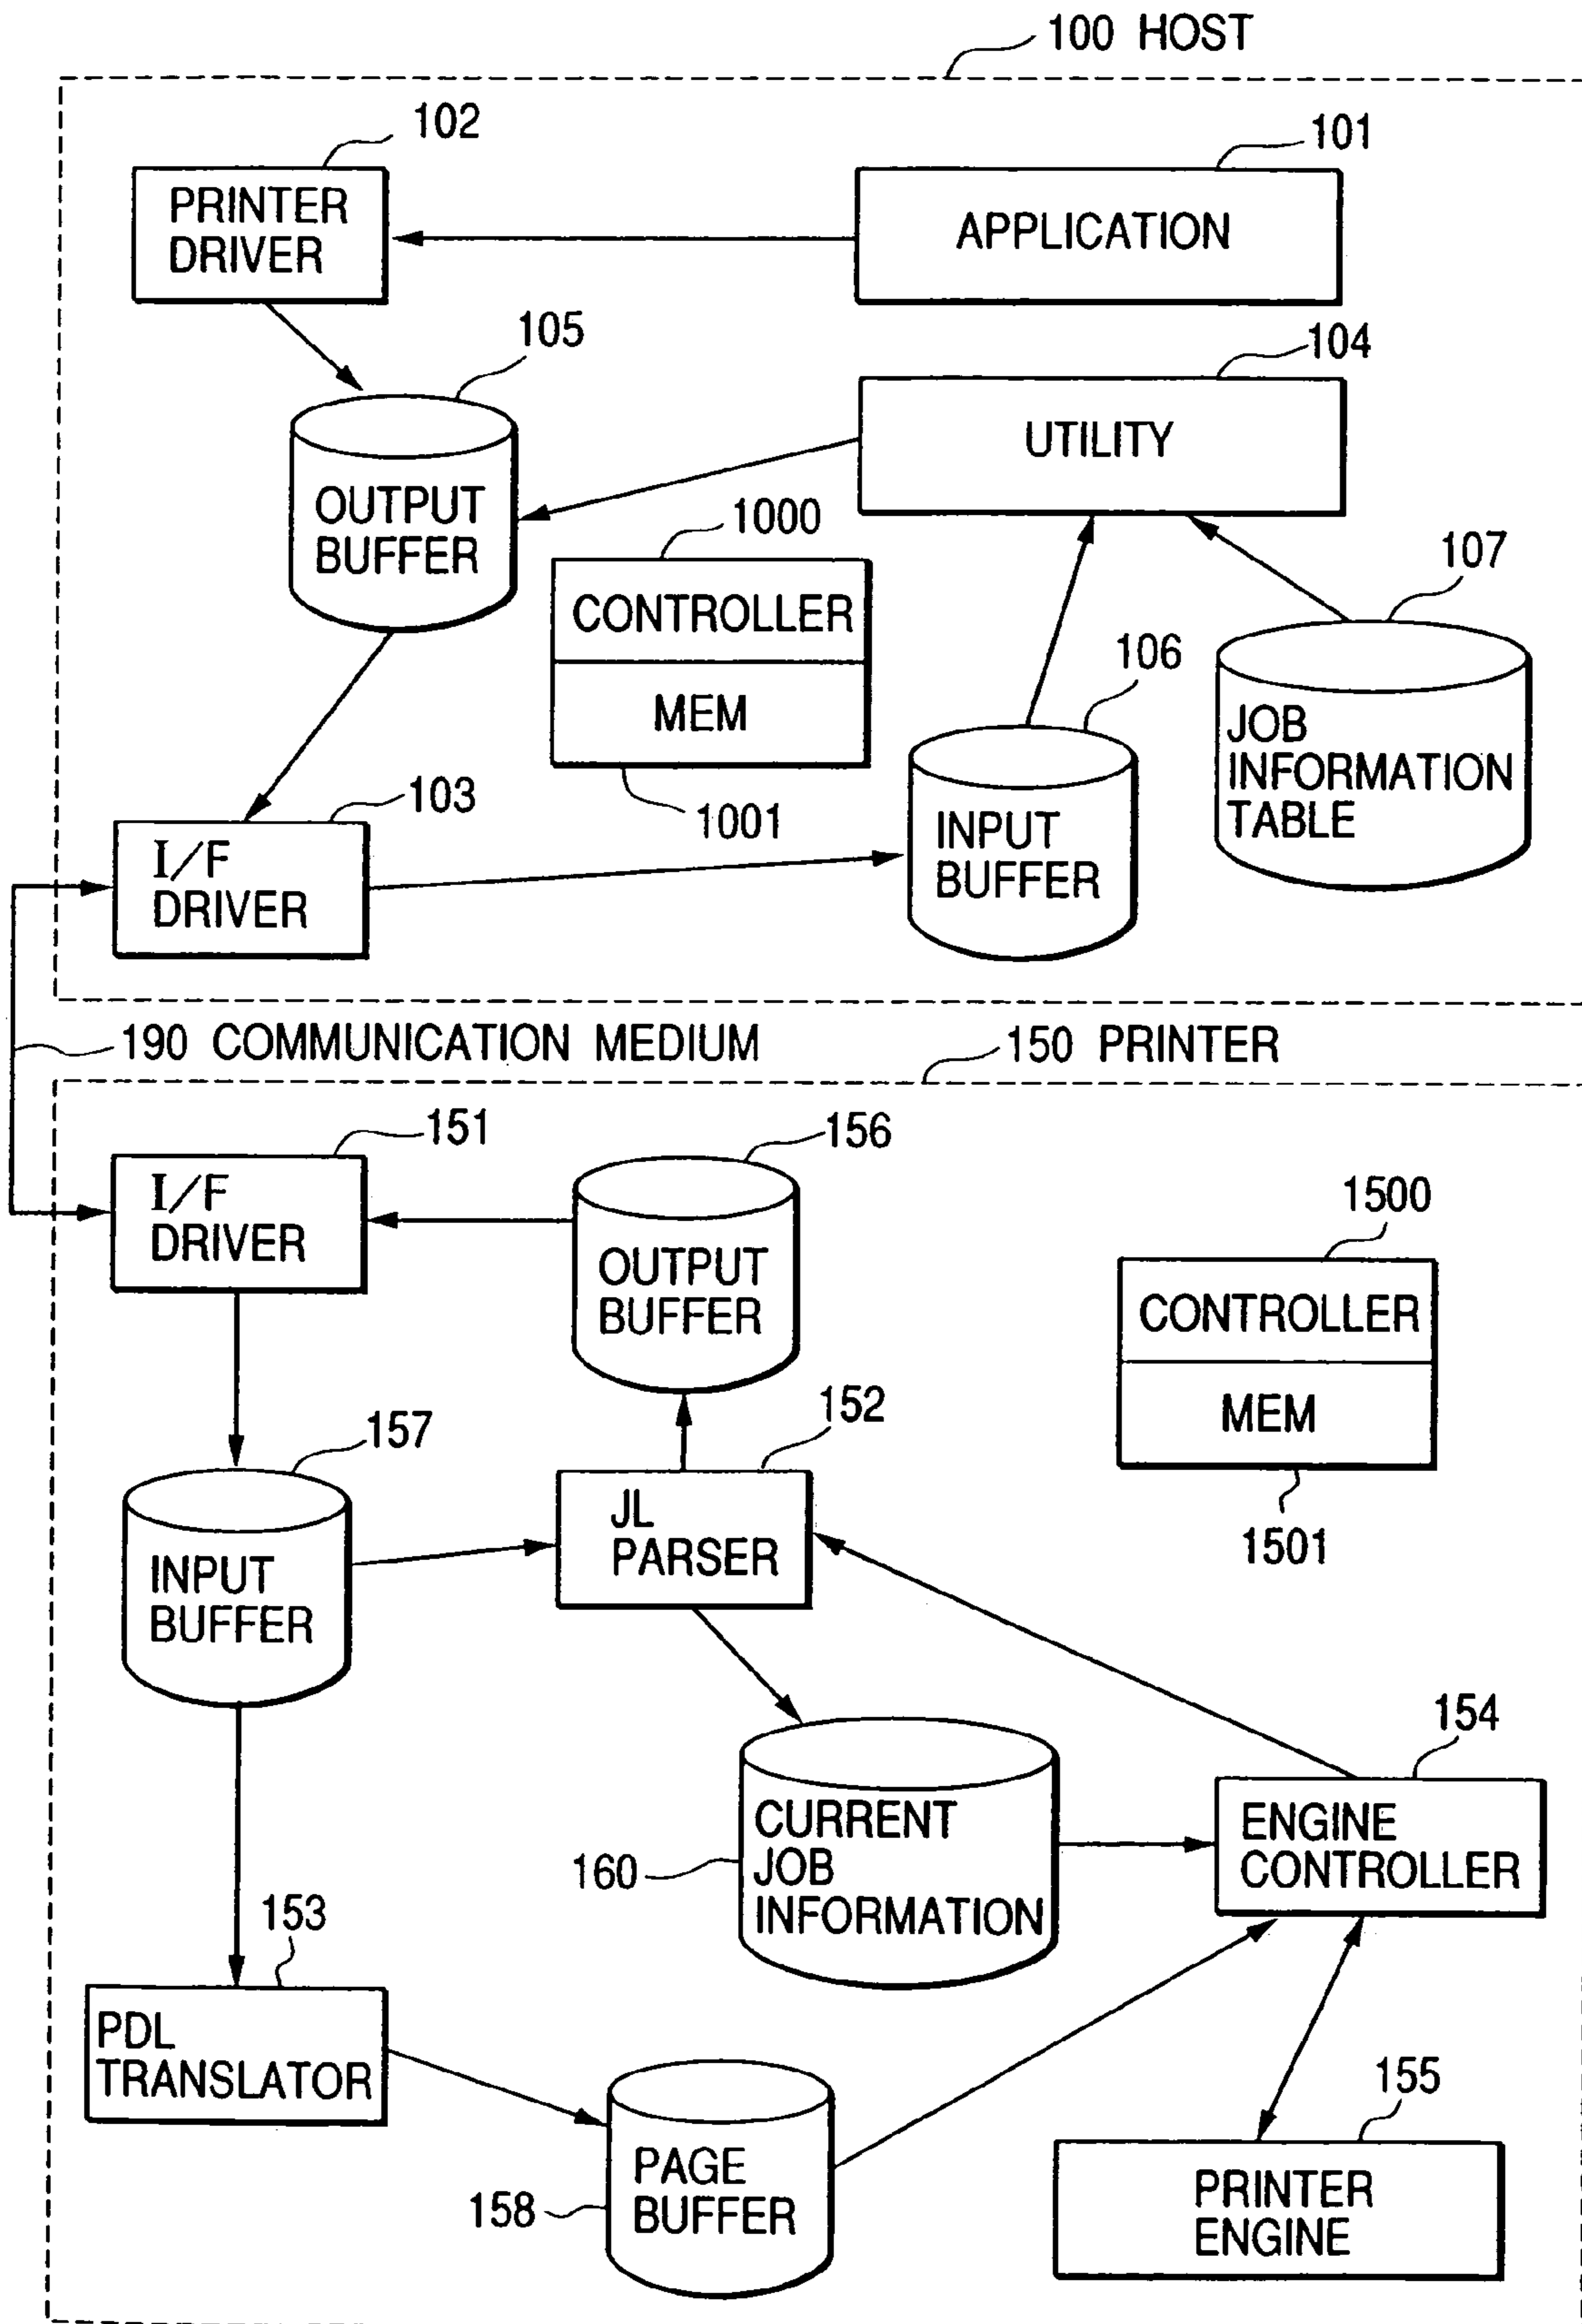 100 HOST
102
101
PRINTER
DRIVER
APPLICATION
105
104
OUTPUT
BUFFER
UTILITY
1000
CONTROLLER
MEM
1001
107
106
JOB
INFORMATION
TABLE
103
I/F
DRIVER
INPUT
BUFFER
190 COMMUNICATION MEDIUM
150 PRINTER
151
156
I/F
DRIVER
OUTPUT
BUFFER
1500
CONTROLLER
MEM
1501
157
152
INPUT
BUFFER
JL
PARSER
154
CURRENT
JOB
INFORMATION
160
ENGINE
CONTROLLER
153
PDL
TRANSLATOR
155
PAGE
BUFFER
158
PRINTER
ENGINE